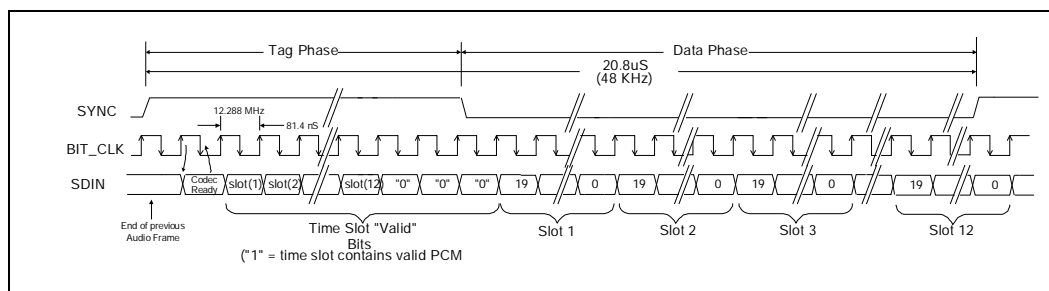 Tag Phase
Data Phase
20.8uS
(48 KHz)
SYNC
12.288 MHz
81.4 nS
BIT_CLK
SDIN
Codec
Ready
slot(1)
slot(2)
slot(12)
"0"
"0"
"0"
19
0
19
0
19
0
19
0
End of previous
Audio Frame
Time Slot "Valid"
Bits
("1" = time slot contains valid PCM
Slot 1
Slot 2
Slot 3
Slot 12